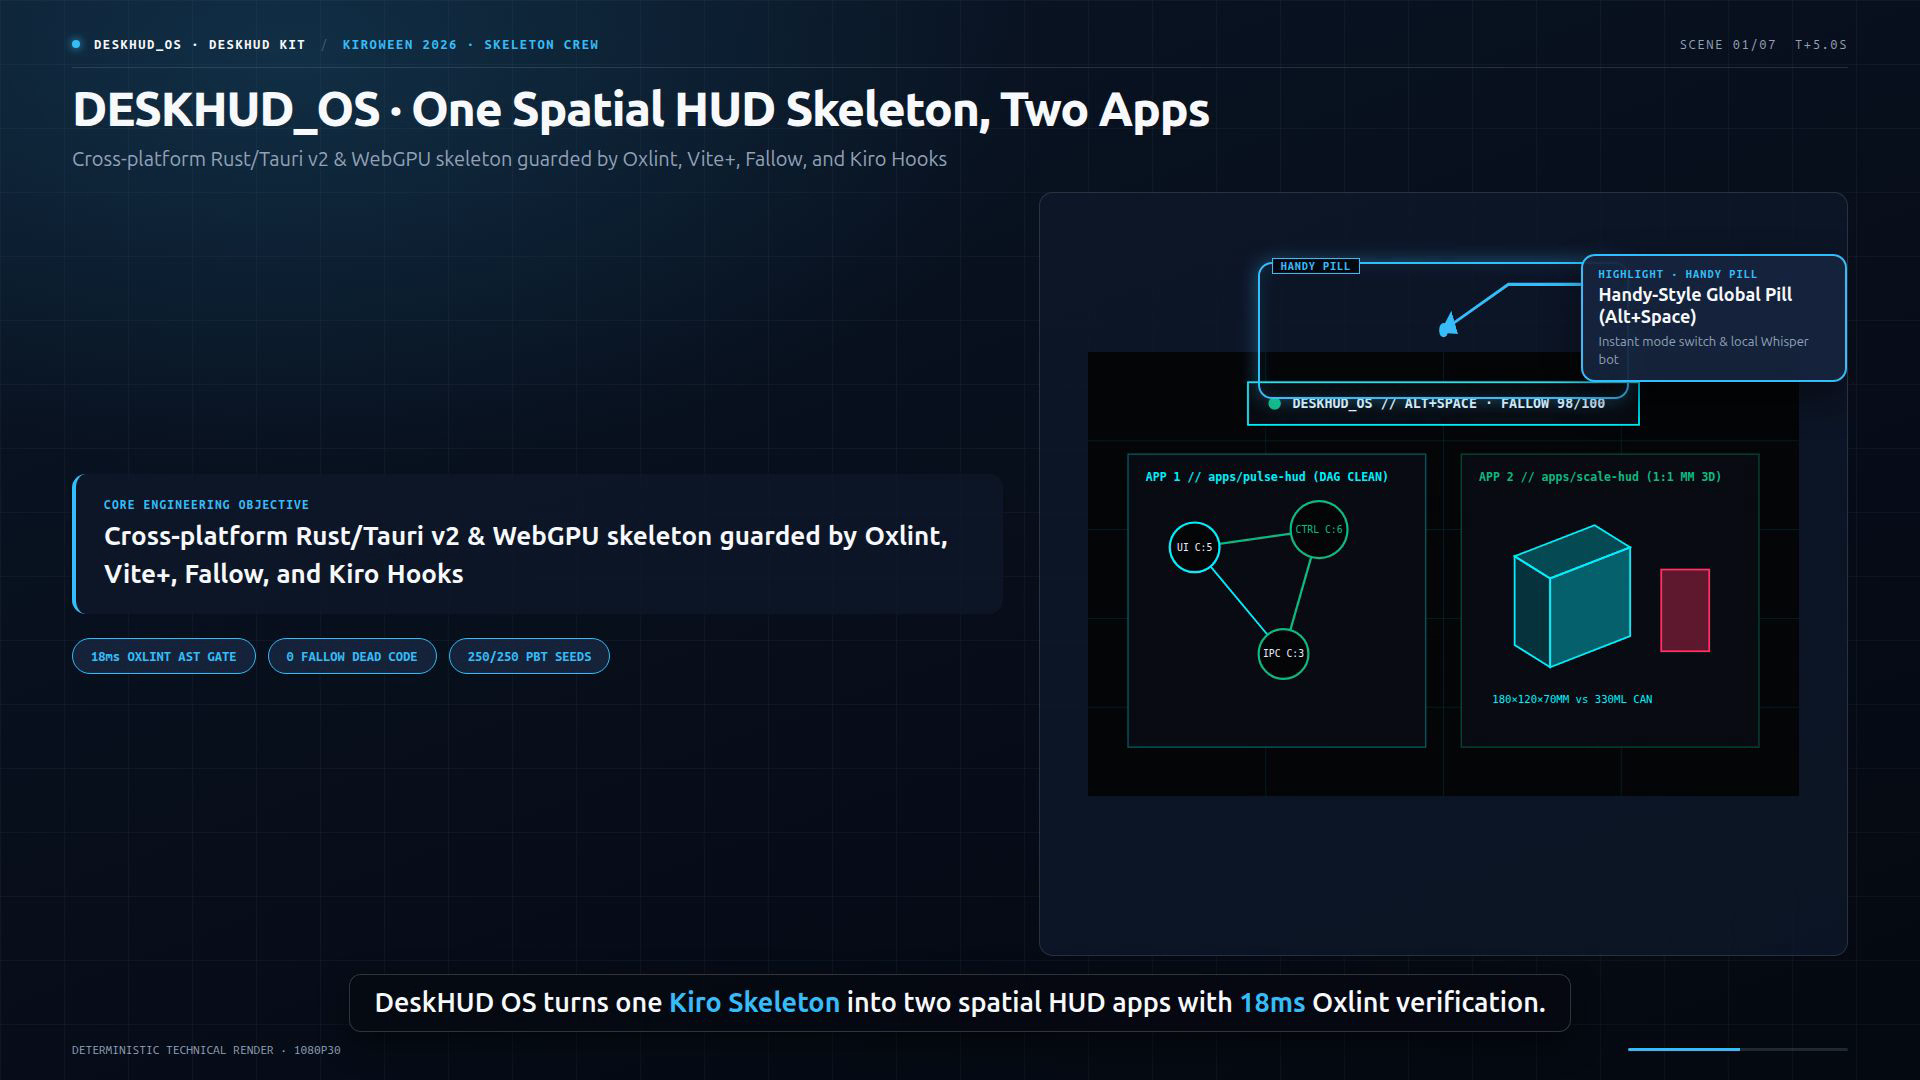 DESKHUD_OS · DESKHUD KIT / KIROWEEN 2026 · SKELETON CREW
SCENE 01/07 T+5.0S
DESKHUD_OS · One Spatial HUD Skeleton, Two Apps
Cross-platform Rust/Tauri v2 & WebGPU skeleton guarded by Oxlint, Vite+, Fallow, and Kiro Hooks
CORE ENGINEERING OBJECTIVE
Cross-platform Rust/Tauri v2 & WebGPU skeleton guarded by Oxlint,
Vite+, Fallow, and Kiro Hooks
18ms OXLINT AST GATE
0 FALLOW DEAD CODE
250/250 PBT SEEDS
HANDY PILL
HIGHLIGHT · HANDY PILL
Handy-Style Global Pill
(Alt+Space)
Instant mode switch & local Whisper
bot
DESKHUD_OS // ALT+SPACE · FALLOW 98/100
APP 1 // apps/pulse-hud (DAG CLEAN)
UI C:5
CTRL C:6
IPC C:3
APP 2 // apps/scale-hud (1:1 MM 3D)
180×120×70MM vs 330ML CAN
DeskHUD OS turns one Kiro Skeleton into two spatial HUD apps with 18ms Oxlint verification.
DETERMINISTIC TECHNICAL RENDER · 1080P30